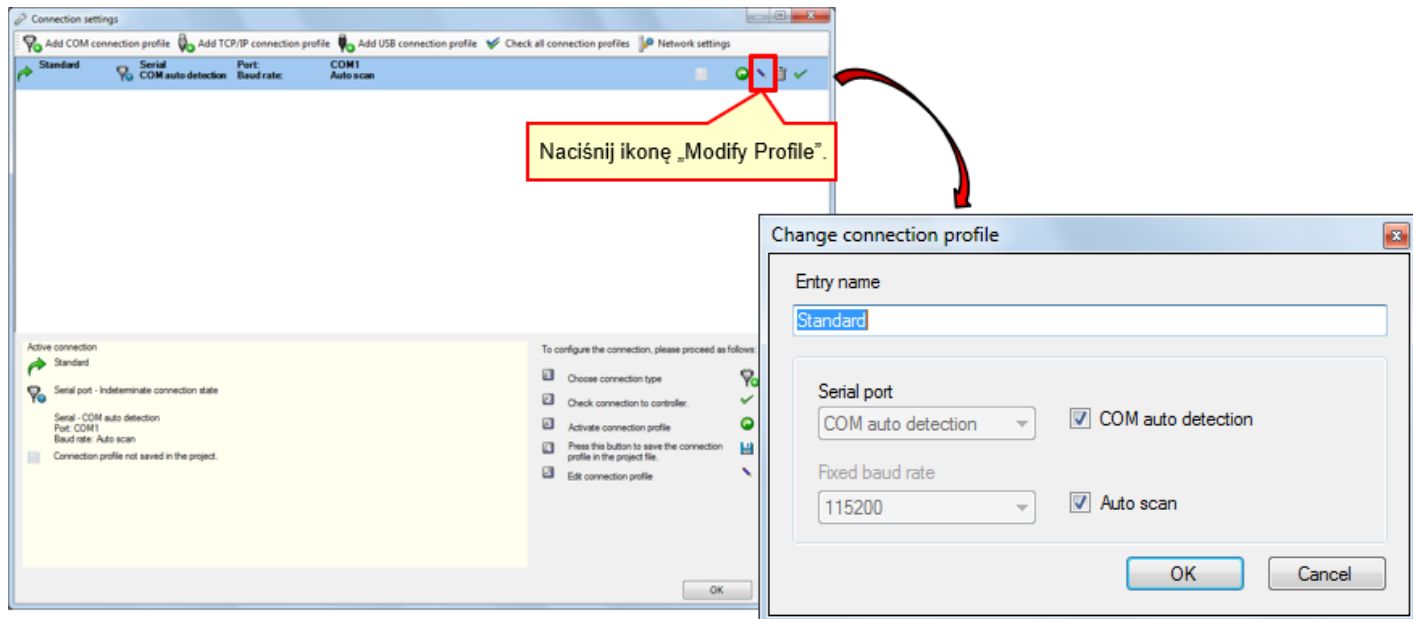 Connection settings
Add COM connection profile Add TCP/IP connection profile Add USB connection profile Check all connection profiles Network settings
Standard Serial Port: COM1
COM auto detection Baud rate: Auto scan
Naciśnij ikonę „Modify Profile”.
Active connection
Standard
Serial port - Indeterminate connection state
Serial - COM auto detection
Port: COM1
Baud rate: Auto scan
Connection profile not saved in the project.
To configure the connection, please proceed as follows:
Choose connection type
Check connection to controller.
Activate connection profile
Press this button to save the connection
profile in the project file.
Edit connection profile
OK
Change connection profile
Entry name
Standard
Serial port
COM auto detection COM auto detection
Fixed baud rate
115200 Auto scan
OK Cancel